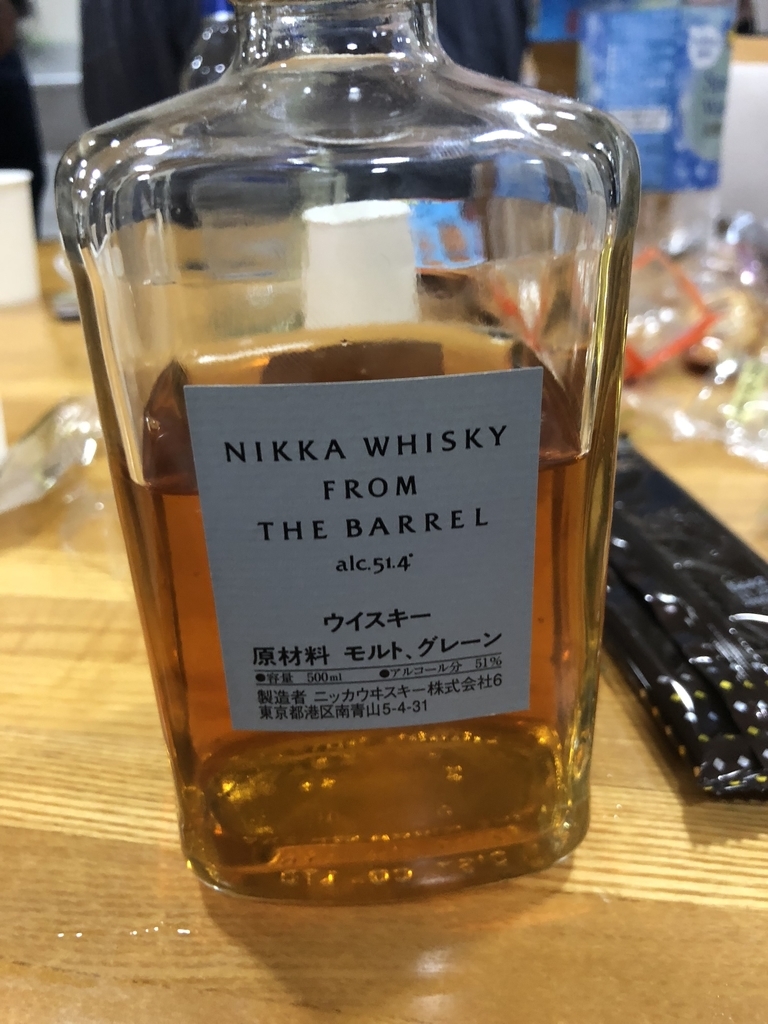 NIKKA WHISKY
FROM
THE BARREL
alc.51.4°
ウイスキー
原材料 モルト、グレーン
●容量 500ml ●アルコール分 51%
製造者 ニッカウヰスキー株式会社6
東京都港区南青山5-4-31